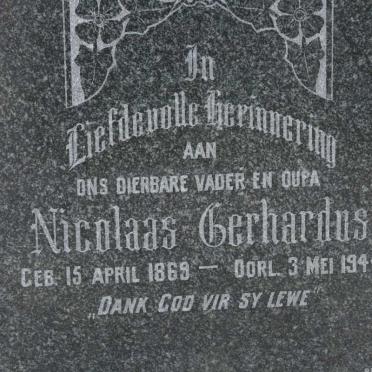 In
Liefdevolle Herinnering
AAN
ONS DIERBARE VADER EN OUPA
Nicolaas Gerhardus
GEB. 15 APRIL 1869 — OORL. 3 MEI 194
„DANK GOD VIR SY LEWE"